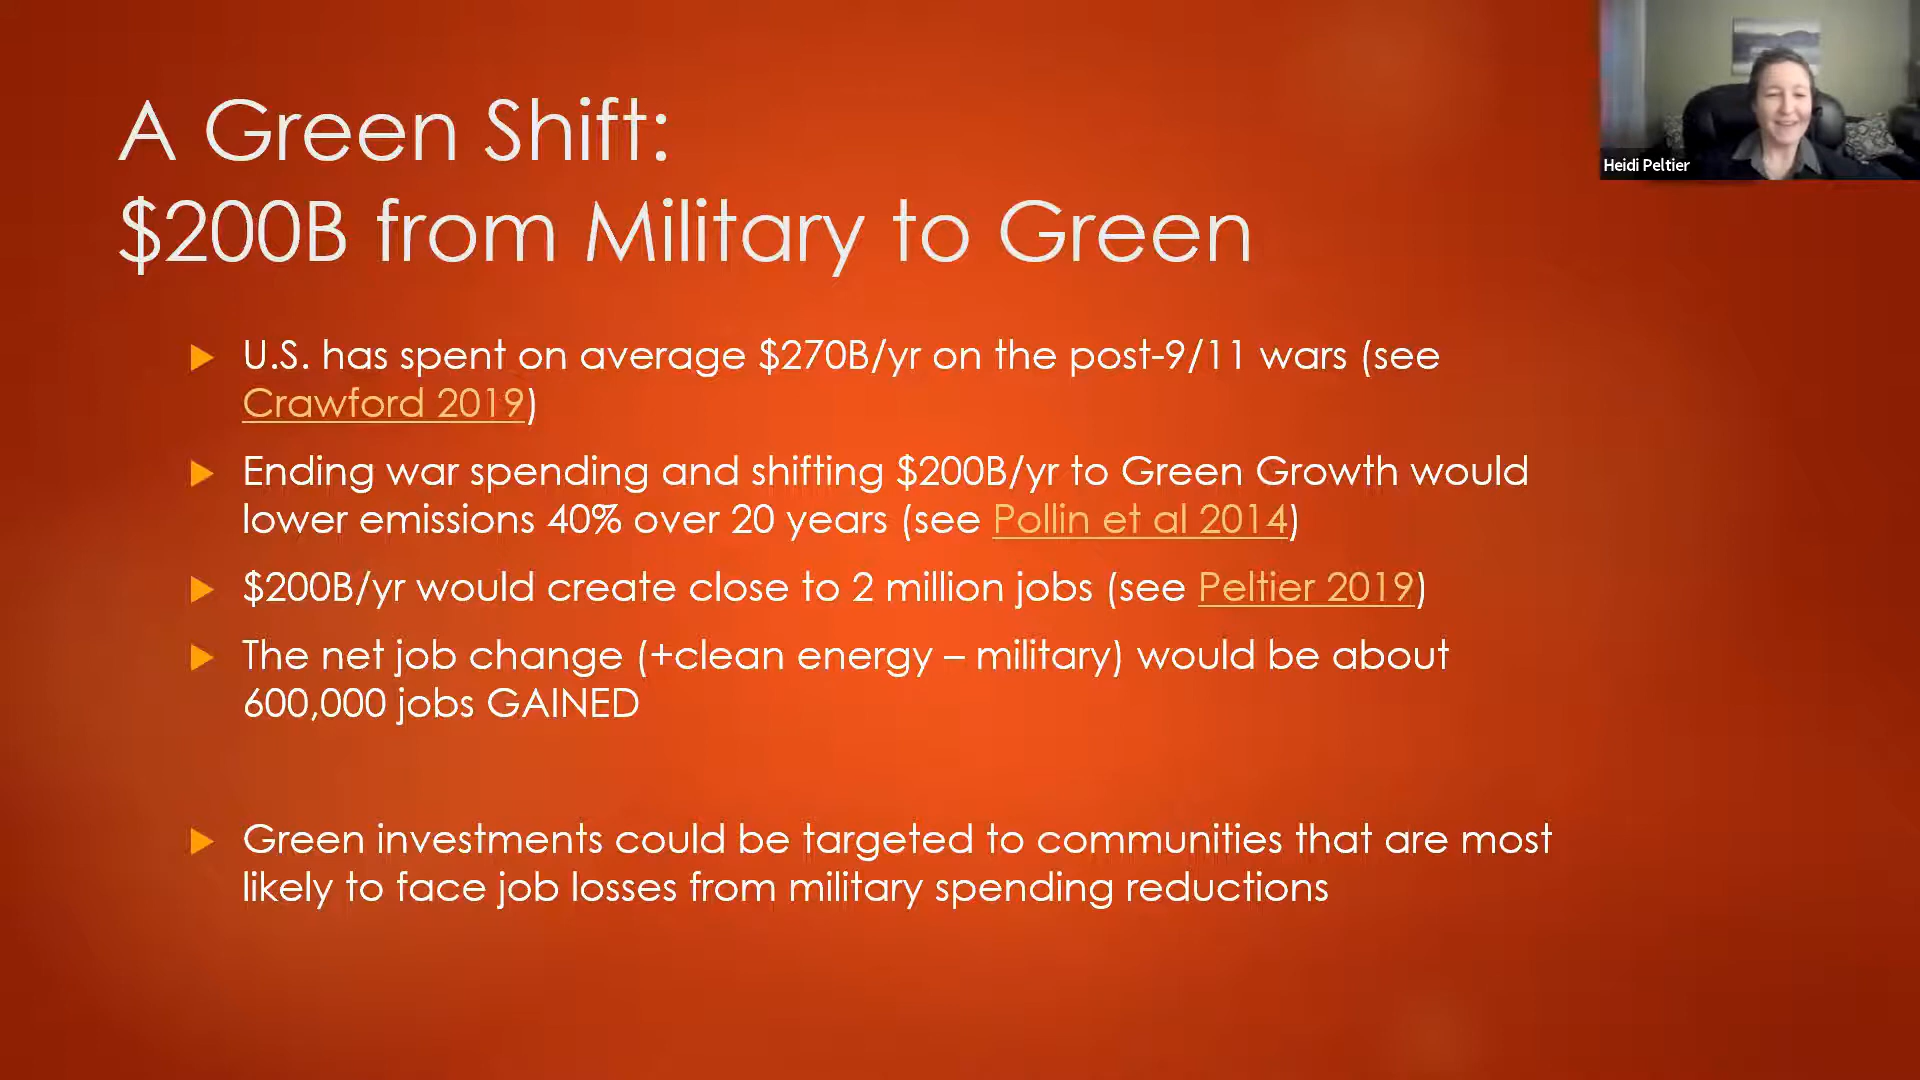 A Green Shift:
$200B from Military to Green
Heidi Peltier
U.S. has spent on average $270B/yr on the post-9/11 wars (see
Crawford 2019)
Ending war spending and shifting $200B/yr to Green Growth would
lower emissions 40% over 20 years (see Pollin et al 2014)
$200B/yr would create close to 2 million jobs (see Peltier 2019)
The net job change (+clean energy – military) would be about
600,000 jobs GAINED
Green investments could be targeted to communities that are most
likely to face job losses from military spending reductions